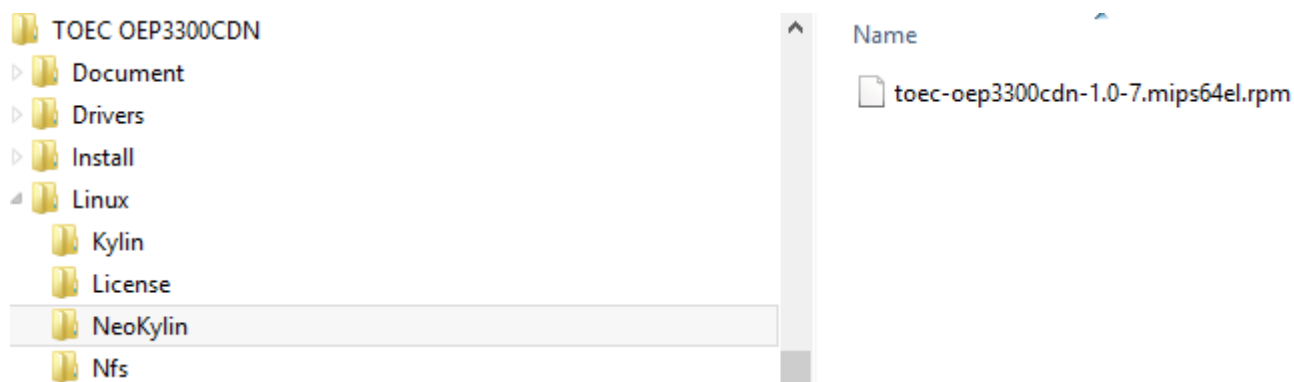 TOEC OEP3300CDN
Document
Drivers
Install
Linux
Kylin
License
NeoKylin
Nfs
Name
toec-oep3300cdn-1.0-7.mips64el.rpm